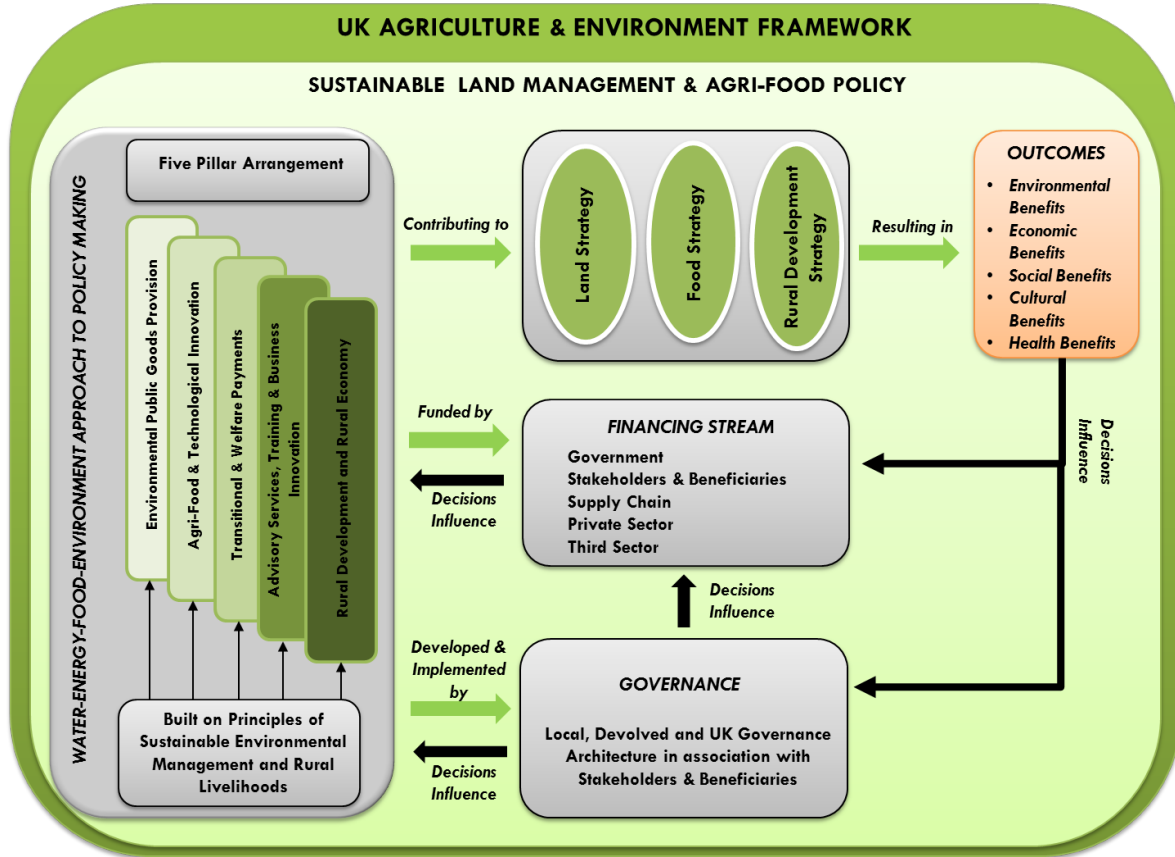 UK AGRICULTURE & ENVIRONMENT FRAMEWORK
SUSTAINABLE LAND MANAGEMENT & AGRI-FOOD POLICY
WATER-ENERGY-FOOD-ENVIRONMENT APPROACH TO POLICY MAKING
Five Pillar Arrangement
Environmental Public Goods Provision
Agri-Food & Technological Innovation
Transitional & Welfare Payments
Advisory Services, Training & Business
Innovation
Rural Development and Rural Economy
Built on Principles of
Sustainable Environmental
Management and Rural
Livelihoods
Contributing to
Land Strategy
Food Strategy
Rural Development
Strategy
Resulting in
OUTCOMES
• Environmental
Benefits
• Economic
Benefits
• Social Benefits
• Cultural
Benefits
• Health Benefits
Funded by
Decisions
Influence
FINANCING STREAM
Government
Stakeholders & Beneficiaries
Supply Chain
Private Sector
Third Sector
Decisions
Influence
Decisions
Influence
Developed &
Implemented
by
Decisions
Influence
GOVERNANCE
Local, Devolved and UK Governance
Architecture in association with
Stakeholders & Beneficiaries